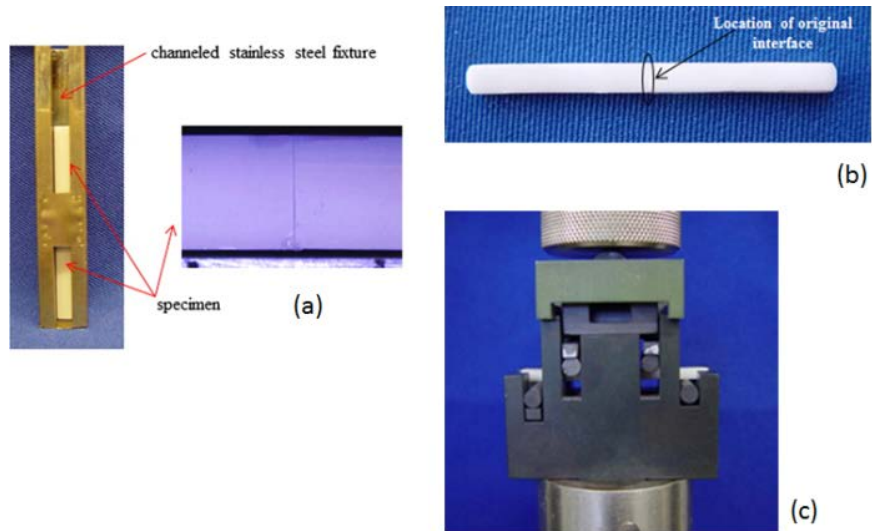 channeled stainless steel fixture
specimen
(a)
Location of original
interface
(b)
(c)